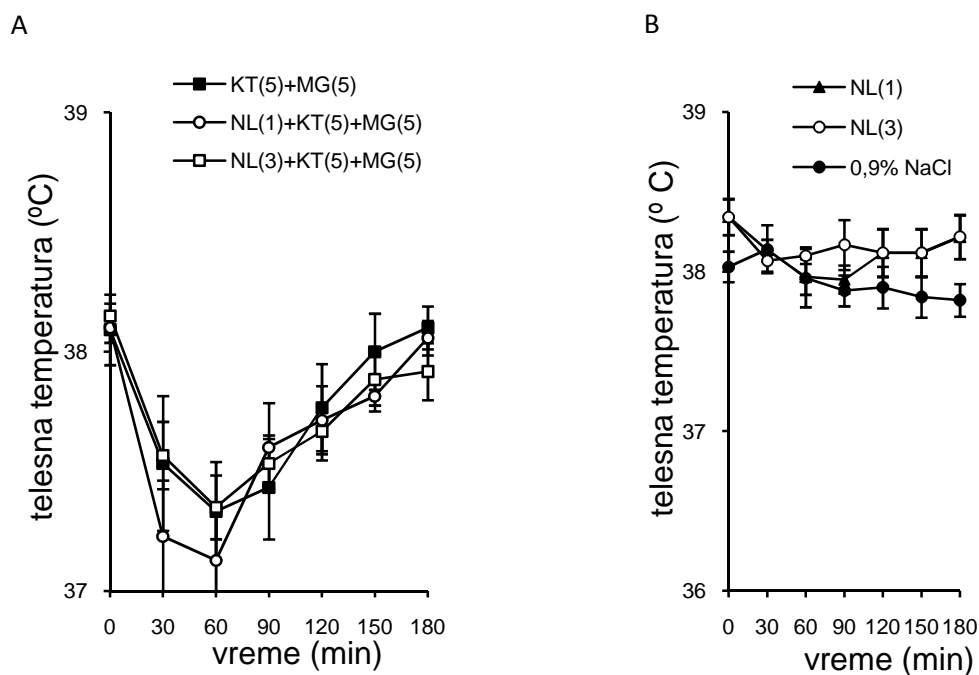 A
KT(5)+MG(5)
NL(1)+KT(5)+MG(5)
NL(3)+KT(5)+MG(5)
39
38
37
telesna temperatura (ºC)
0 30 60 90 120 150 180
vreme (min)
B
NL(1)
NL(3)
0,9% NaCl
39
38
37
36
telesna temperatura (º C)
0 30 60 90 120 150 180
vreme (min)